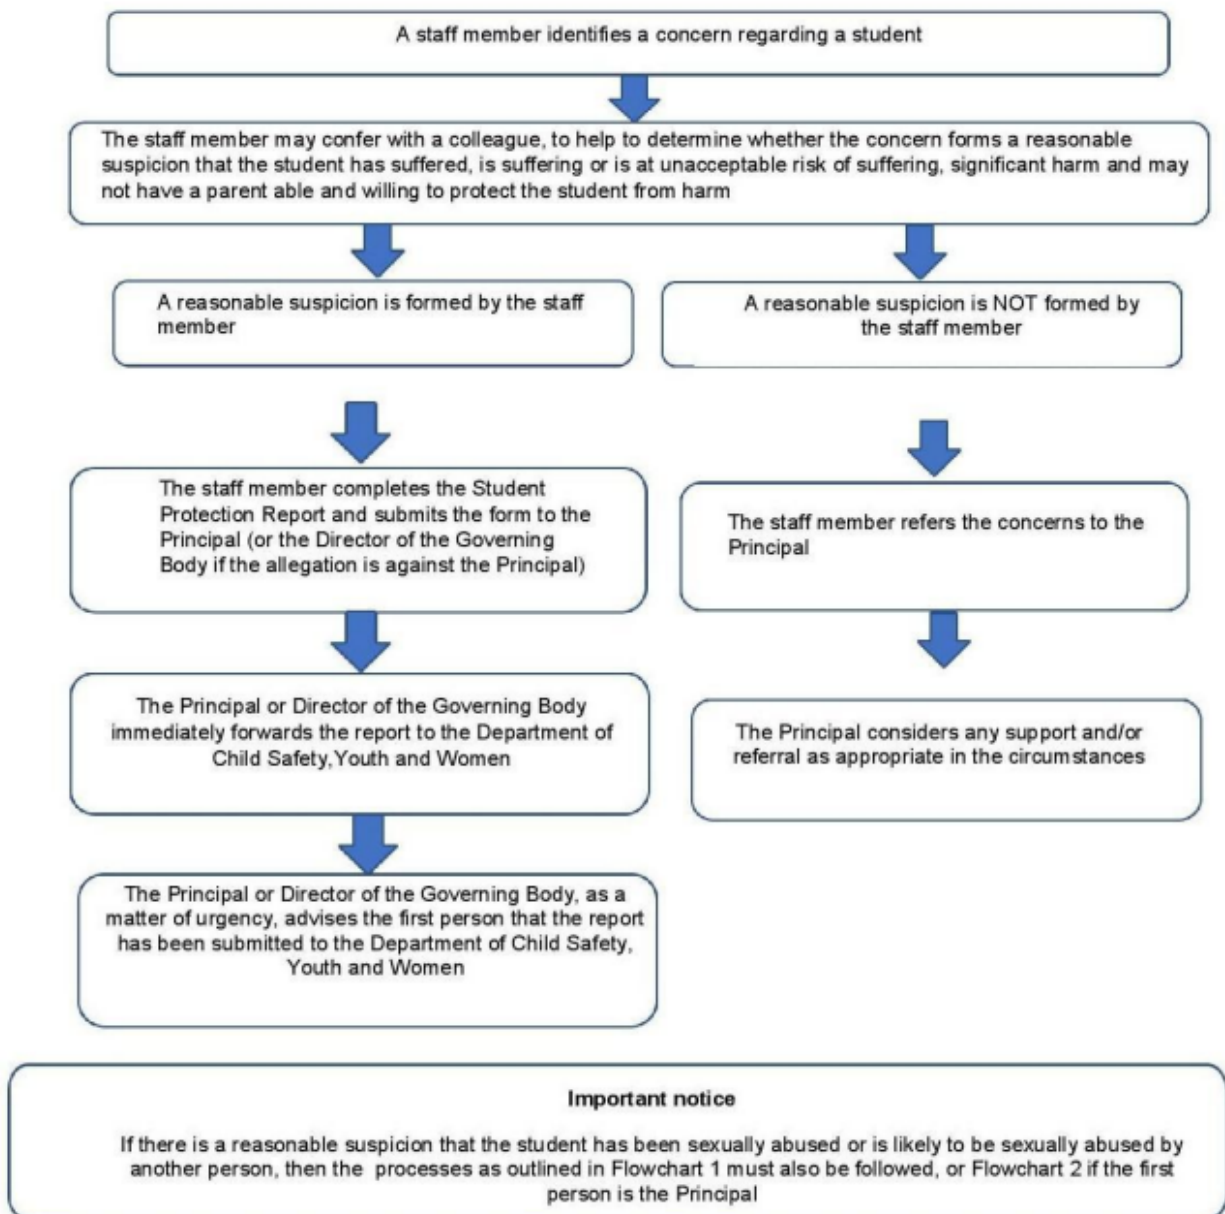 A staff member identifies a concern regarding a student
The staff member may confer with a colleague, to help to determine whether the concern forms a reasonable
suspicion that the student has suffered, is suffering or is at unacceptable risk of suffering, significant harm and may
not have a parent able and willing to protect the student from harm
A reasonable suspicion is formed by the staff
member
A reasonable suspicion is NOT formed by
the staff member
The staff member completes the Student
Protection Report and submits the form to the
Principal (or the Director of the Governing
Body if the allegation is against the Principal)
The staff member refers the concerns to the
Principal
The Principal or Director of the Governing Body
immediately forwards the report to the Department of
Child Safety,Youth and Women
The Principal considers any support and/or
referral as appropriate in the circumstances
The Principal or Director of the Governing Body, as a
matter of urgency, advises the first person that the report
has been submitted to the Department of Child Safety,
Youth and Women
Important notice
If there is a reasonable suspicion that the student has been sexually abused or is likely to be sexually abused by
another person, then the processes as outlined in Flowchart 1 must also be followed, or Flowchart 2 if the first
person is the Principal